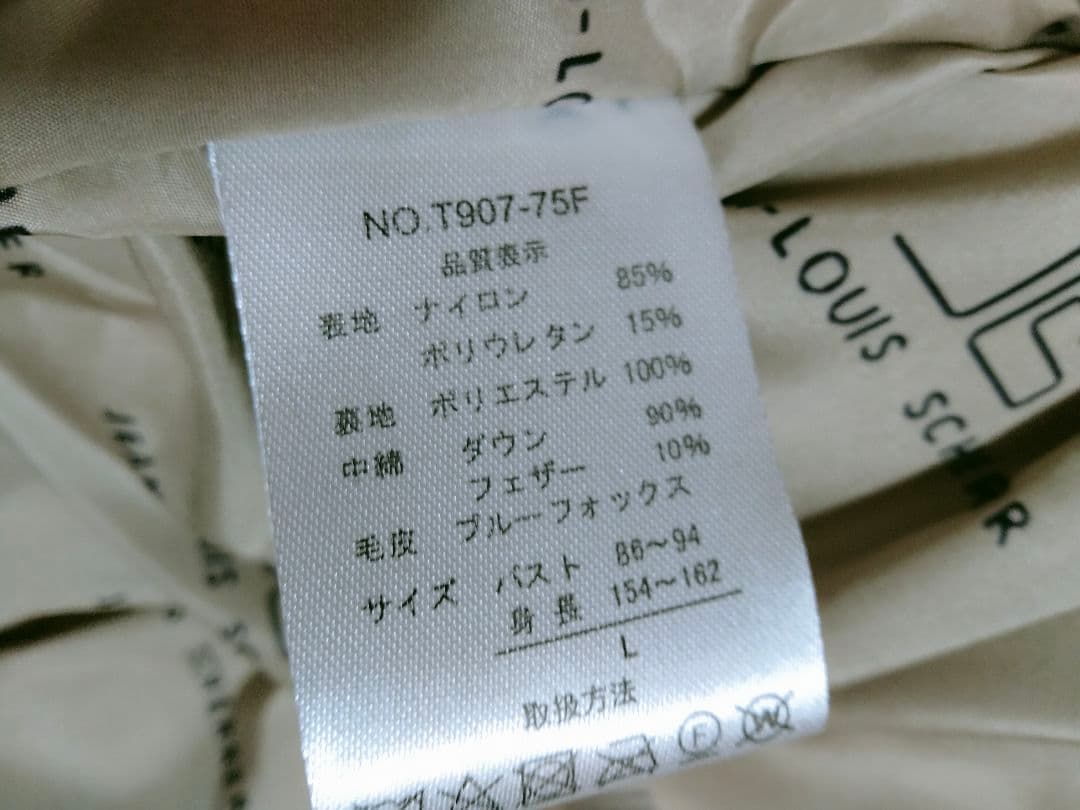 NO.T907-75F
品質表示
表地 ナイロン 85%
ポリウレタン 15%
裏地 ポリエステル 100%
中綿 ダウン 90%
フェザー 10%
毛皮 ブルーフォックス
サイズ バスト 86～94
身長 154～162
L
取扱方法
F
W
-LOUIS SCHAR